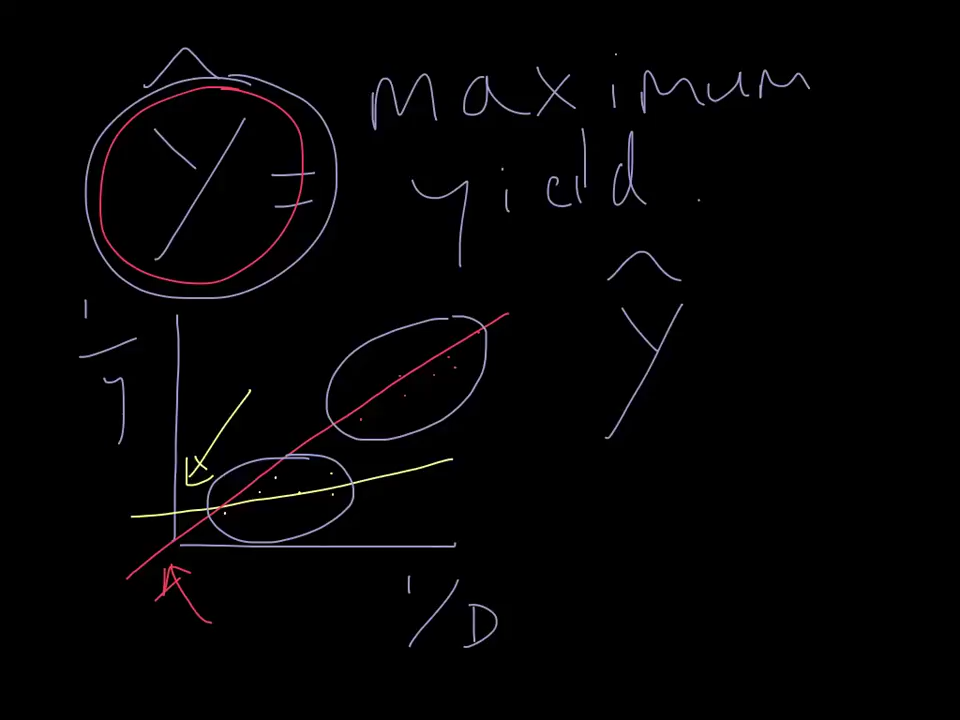 Ŷ = maximum
yield.
Ŷ
1/Y
1/D